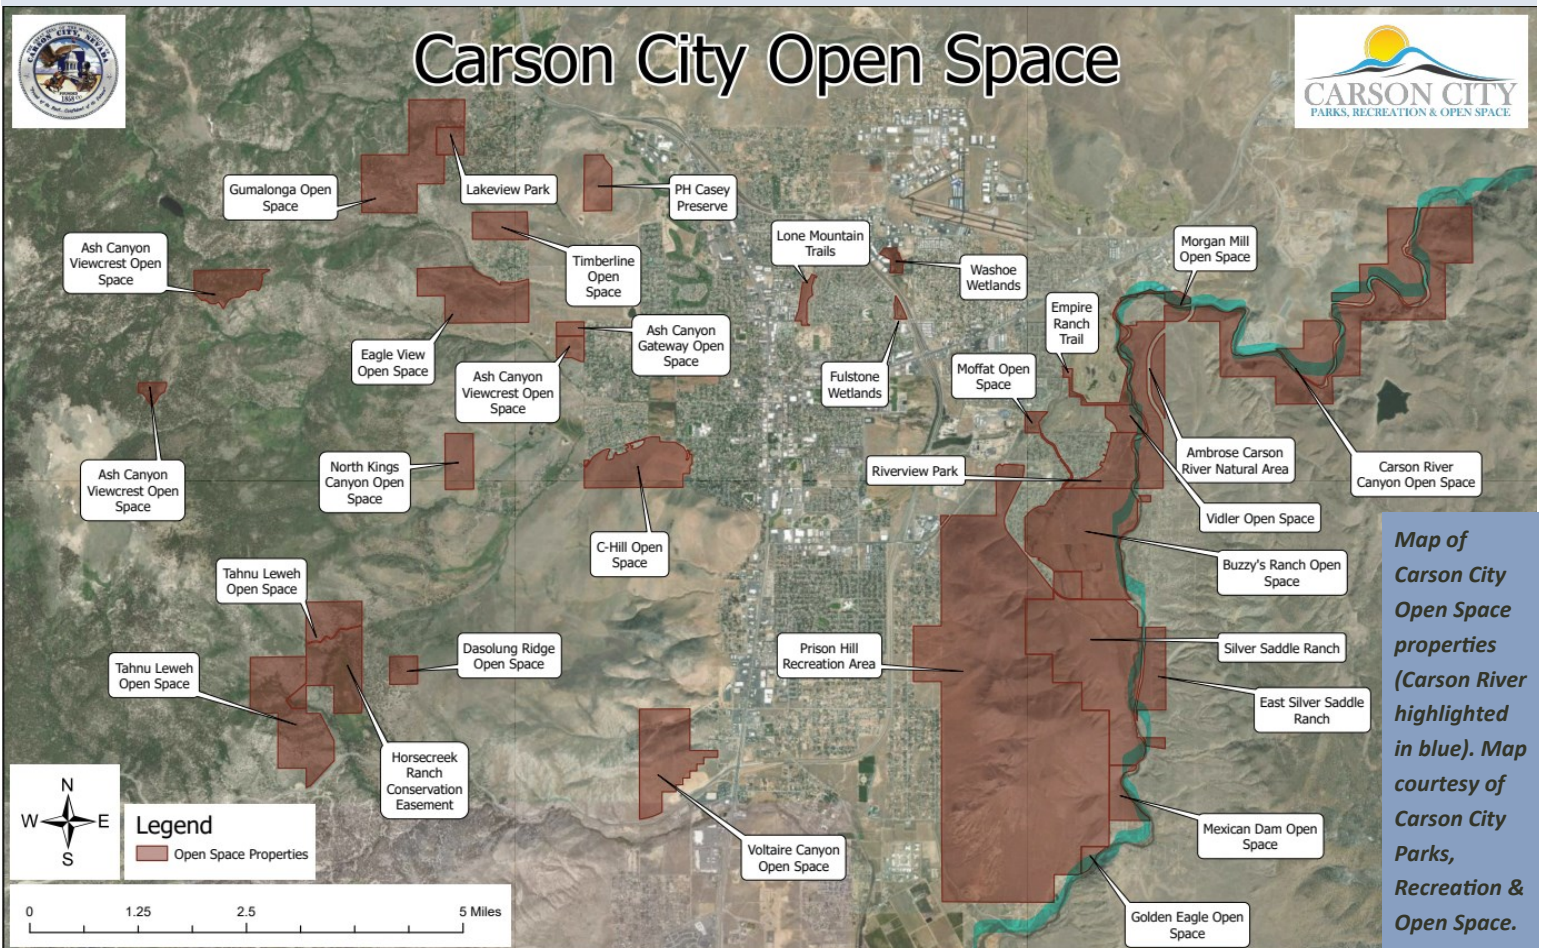 Carson City Open Space
CARSON CITY, NEVADA
1858
CARSON CITY
PARKS, RECREATION & OPEN SPACE
Gumalonga Open
Space
Lakeview Park
PH Casey
Preserve
Ash Canyon
Viewcrest Open
Space
Timberline
Open
Space
Lone Mountain
Trails
Washoe
Wetlands
Morgan Mill
Open Space
Empire
Ranch
Trail
Eagle View
Open Space
Ash Canyon
Gateway Open
Space
Ash Canyon
Viewcrest Open
Space
Fulstone
Wetlands
Moffat Open
Space
Ash Canyon
Viewcrest Open
Space
North Kings
Canyon Open
Space
Riverview Park
Ambrose Carson
River Natural Area
Carson River
Canyon Open Space
Vidler Open Space
C-Hill Open
Space
Buzzy's Ranch Open
Space
Tahnu Leweh
Open Space
Tahnu Leweh
Open Space
Dasolung Ridge
Open Space
Prison Hill
Recreation Area
Silver Saddle Ranch
East Silver Saddle
Ranch
Horsecreek
Ranch
Conservation
Easement
Voltaire Canyon
Open Space
Mexican Dam Open
Space
Golden Eagle Open
Space
Map of
Carson City
Open Space
properties
(Carson River
highlighted
in blue). Map
courtesy of
Carson City
Parks,
Recreation &
Open Space.
N
W E
S
Legend
Open Space Properties
0 1.25 2.5 5 Miles